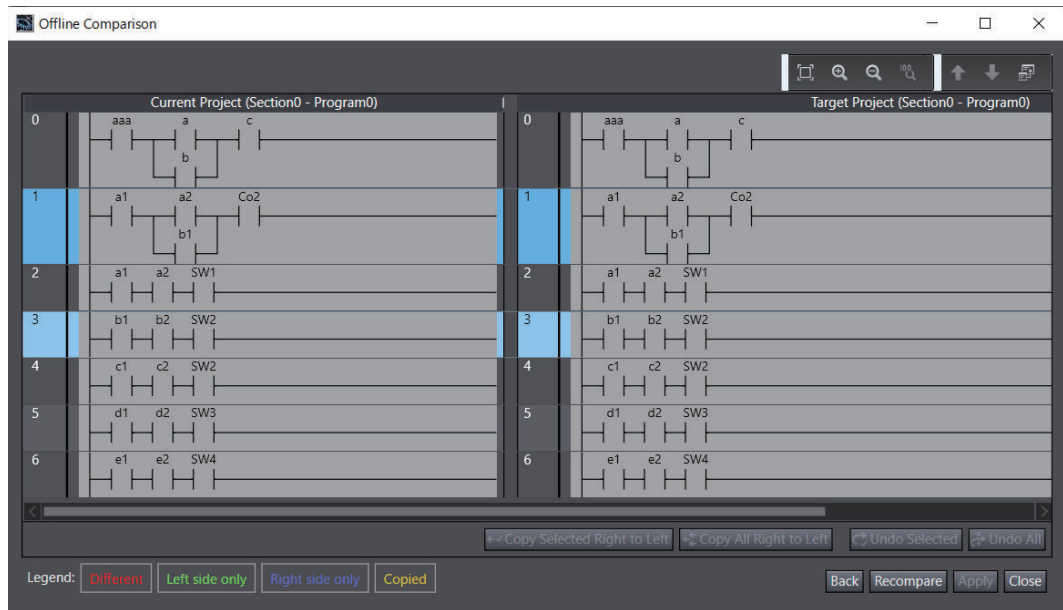 Offline Comparison
100
Current Project (Section0 - Program0)
Target Project (Section0 - Program0)
0 aaa a c
b
0 aaa a c
b
1 a1 a2 Co2
b1
1 a1 a2 Co2
b1
2 a1 a2 SW1
2 a1 a2 SW1
3 b1 b2 SW2
3 b1 b2 SW2
4 c1 c2 SW2
4 c1 c2 SW2
5 d1 d2 SW3
5 d1 d2 SW3
6 e1 e2 SW4
6 e1 e2 SW4
Copy Selected Right to Left Copy All Right to Left Undo Selected Undo All
Legend: Different Left side only Right side only Copied Back Recompare Apply Close